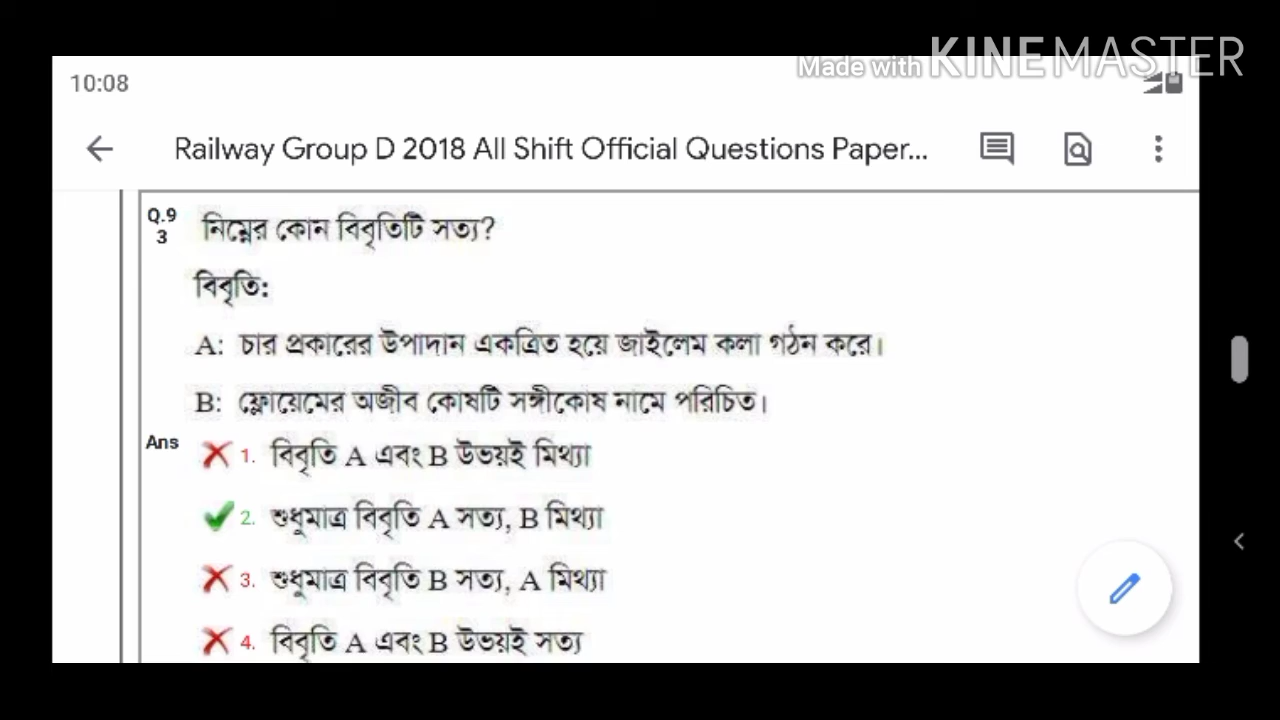 Made with KINEMASTER
10:08
Railway Group D 2018 All Shift Official Questions Paper...
Q.9
3
নিম্নের কোন বিবৃতিটি সত্য?
বিবৃতি:
A: চার প্রকারের উপাদান একত্রিত হয়ে জাইলেম কলা গঠন করে।
B: ফ্লোয়েমের অজীব কোষটি সঙ্গীকোষ নামে পরিচিত।
Ans
1. বিবৃতি A এবং B উভয়ই মিথ্যা
2. শুধুমাত্র বিবৃতি A সত্য, B মিথ্যা
3. শুধুমাত্র বিবৃতি B সত্য, A মিথ্যা
4. বিবৃতি A এবং B উভয়ই সত্য